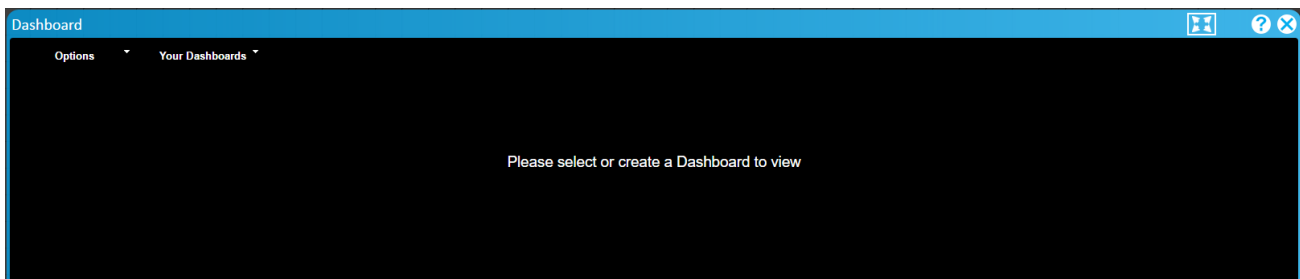 Dashboard
?
Options
Your Dashboards
Please select or create a Dashboard to view